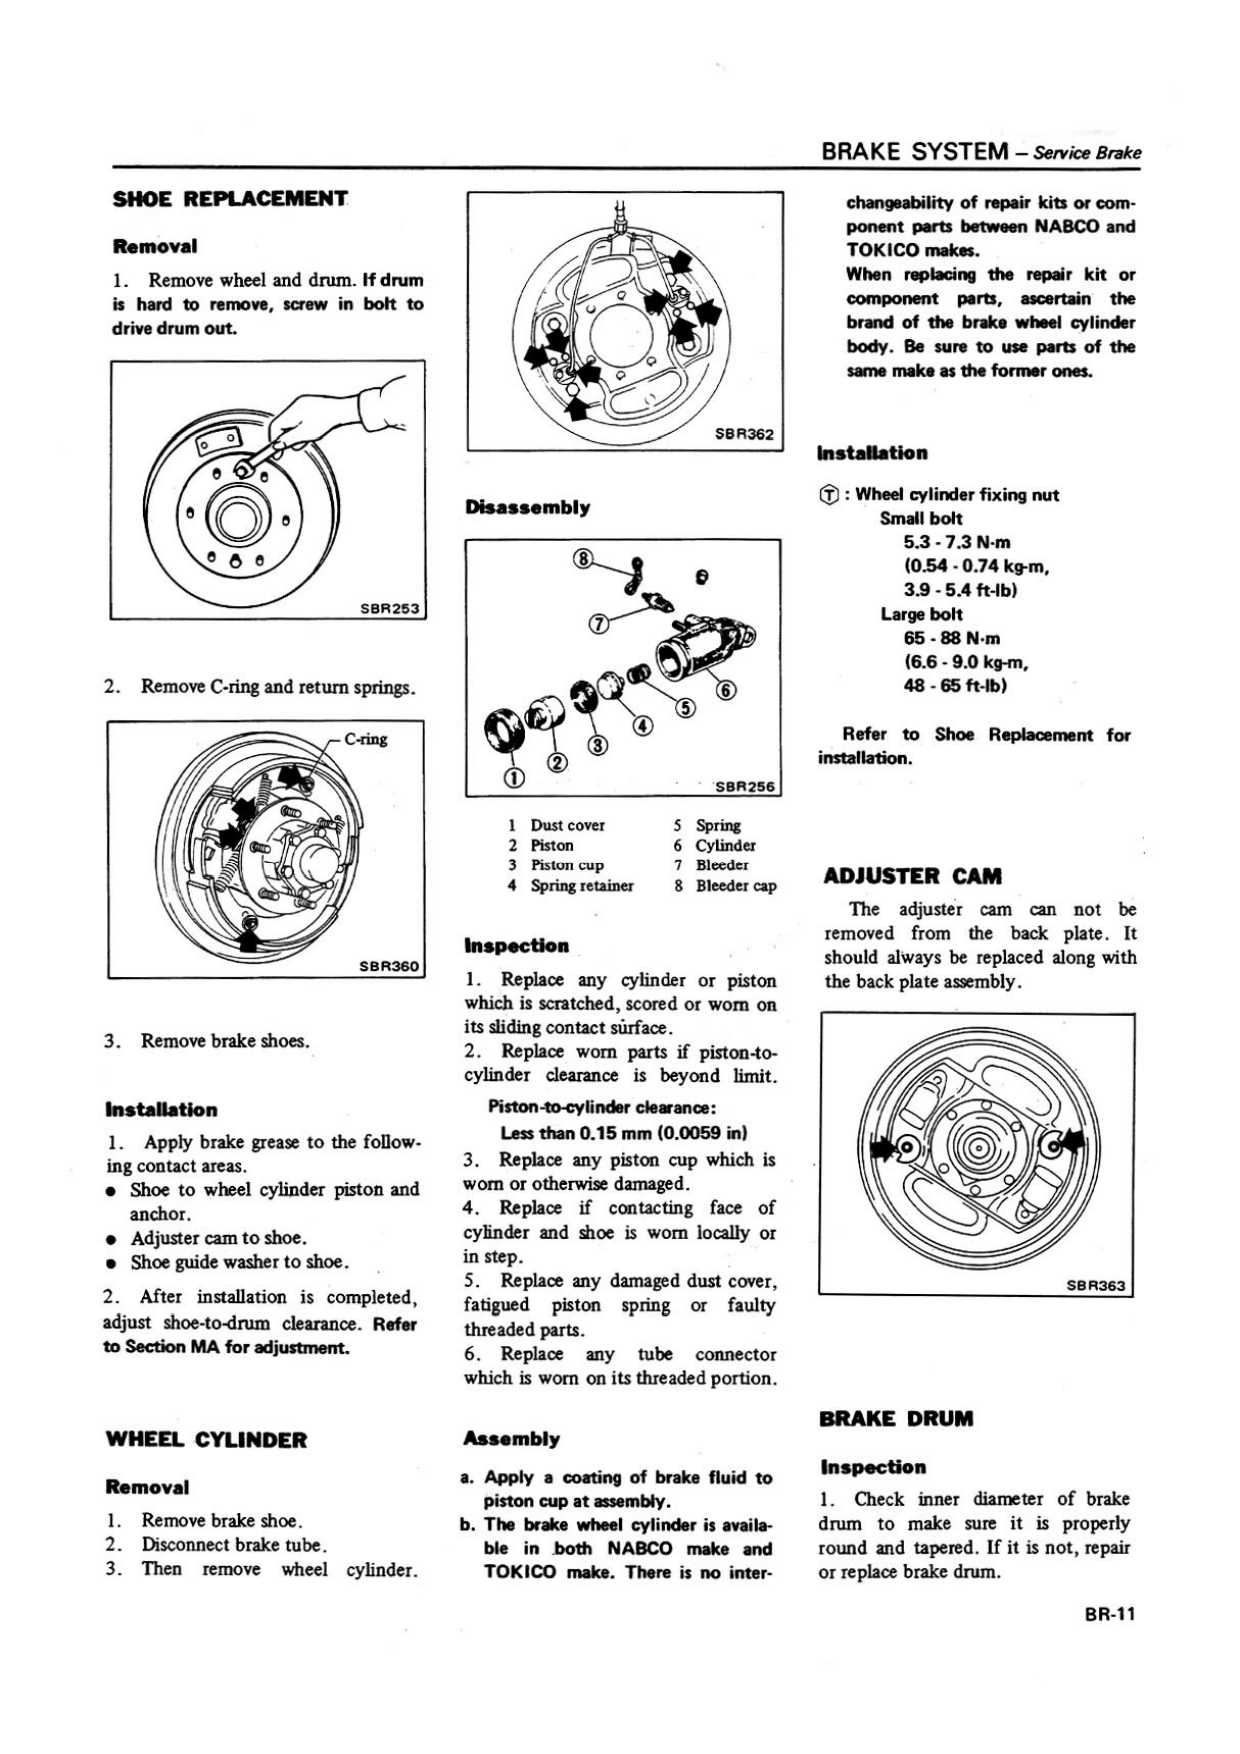 BRAKE SYSTEM – Service Brake
SHOE REPLACEMENT
Removal
1. Remove wheel and drum. If drum
is hard to remove, screw in bolt to
drive drum out.
SBR253
2. Remove C-ring and return springs.
C-ring
SBR360
3. Remove brake shoes.
Installation
1. Apply brake grease to the follow-
ing contact areas.
● Shoe to wheel cylinder piston and
anchor.
● Adjuster cam to shoe.
● Shoe guide washer to shoe.
2. After installation is completed,
adjust shoe-to-drum clearance. Refer
to Section MA for adjustment.
WHEEL CYLINDER
Removal
1. Remove brake shoe.
2. Disconnect brake tube.
3. Then remove wheel cylinder.
SBR362
Disassembly
8
7
6
5
4
3
2
1
SBR256
1 Dust cover 5 Spring
2 Piston 6 Cylinder
3 Piston cup 7 Bleeder
4 Spring retainer 8 Bleeder cap
Inspection
1. Replace any cylinder or piston
which is scratched, scored or worn on
its sliding contact surface.
2. Replace worn parts if piston-to-
cylinder clearance is beyond limit.
Piston-to-cylinder clearance:
Less than 0.15 mm (0.0059 in)
3. Replace any piston cup which is
worn or otherwise damaged.
4. Replace if contacting face of
cylinder and shoe is worn locally or
in step.
5. Replace any damaged dust cover,
fatigued piston spring or faulty
threaded parts.
6. Replace any tube connector
which is worn on its threaded portion.
Assembly
a. Apply a coating of brake fluid to
piston cup at assembly.
b. The brake wheel cylinder is availa-
ble in both NABCO make and
TOKICO make. There is no inter-
changeability of repair kits or com-
ponent parts between NABCO and
TOKICO makes.
When replacing the repair kit or
component parts, ascertain the
brand of the brake wheel cylinder
body. Be sure to use parts of the
same make as the former ones.
Installation
T : Wheel cylinder fixing nut
Small bolt
5.3 - 7.3 N·m
(0.54 - 0.74 kg-m,
3.9 - 5.4 ft-lb)
Large bolt
65 - 88 N·m
(6.6 - 9.0 kg-m,
48 - 65 ft-lb)
Refer to Shoe Replacement for
installation.
ADJUSTER CAM
The adjuster cam can not be
removed from the back plate. It
should always be replaced along with
the back plate assembly.
SBR363
BRAKE DRUM
Inspection
1. Check inner diameter of brake
drum to make sure it is properly
round and tapered. If it is not, repair
or replace brake drum.
BR-11